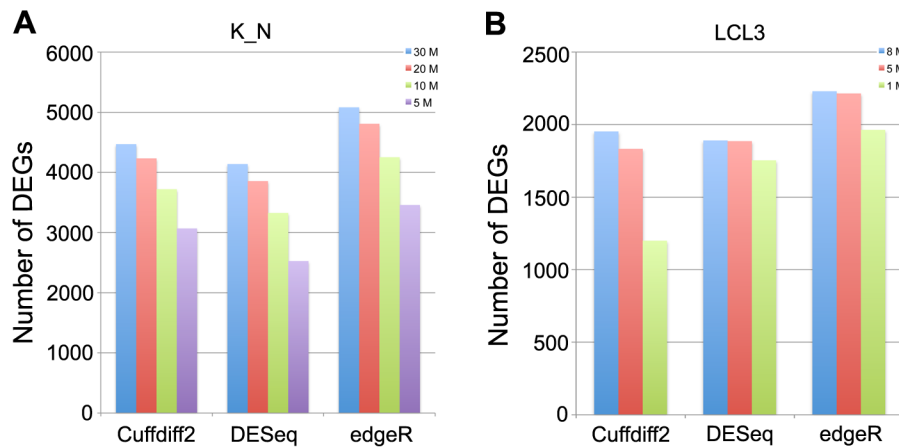 A
K_N
6000
5000
4000
3000
2000
1000
0
Number of DEGs
30 M
20 M
10 M
5 M
Cuffdiff2 DESeq edgeR
B
LCL3
2500
2000
1500
1000
500
0
Number of DEGs
8 M
5 M
1 M
Cuffdiff2 DESeq edgeR